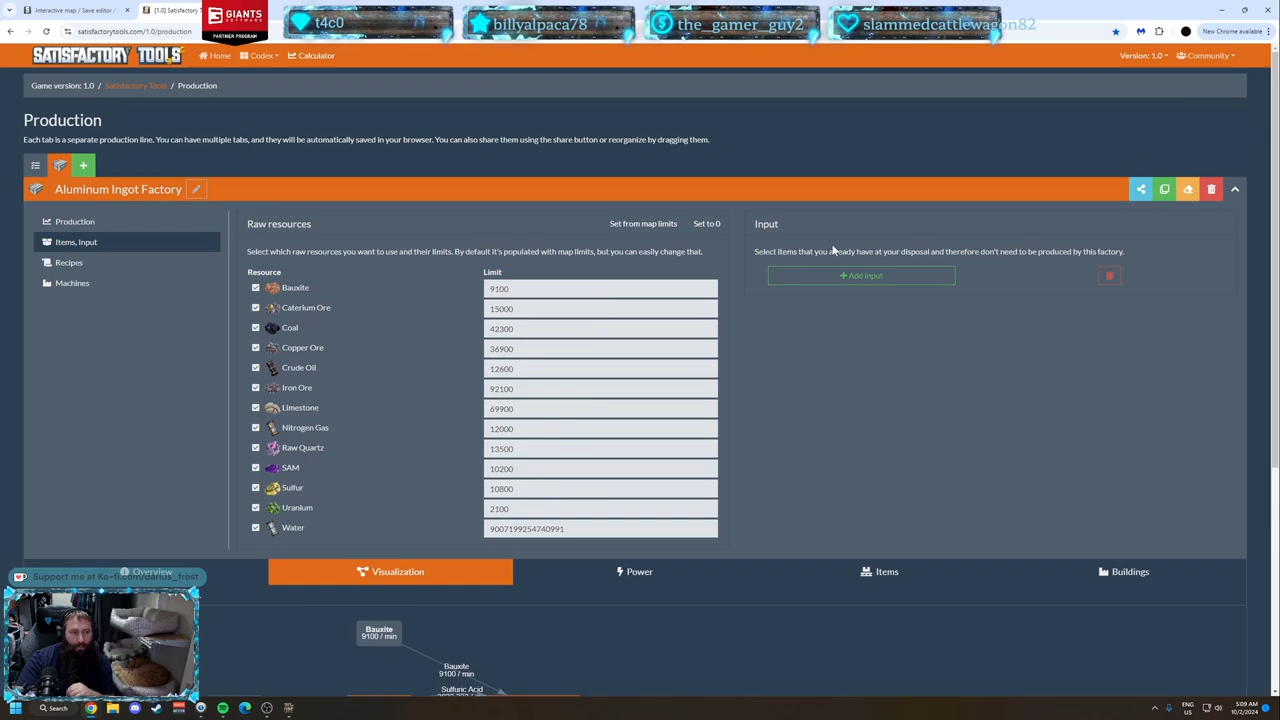 Interactive map / Save editor /
[1.0] Satisfactory T
GIANTS
SOFTWARE
PARTNER PROGRAM
t4c0
billyalpaca78
the_gamer_guy2
slammedcattlewagon82
satisfactorytools.com/1.0/production
New Chrome available
SATISFACTORY TOOLS
Home
Codex
Calculator
Version: 1.0
Community
Game version: 1.0 / Satisfactory Tools / Production
Production
Each tab is a separate production line. You can have multiple tabs, and they will be automatically saved in your browser. You can also share them using the share button or reorganize by dragging them.
Aluminum Ingot Factory
Production
Items, Input
Recipes
Machines
Raw resources
Set from map limits
Set to 0
Select which raw resources you want to use and their limits. By default it's populated with map limits, but you can easily change that.
Resource Limit
Bauxite 9100
Caterium Ore 15000
Coal 42300
Copper Ore 36900
Crude Oil 12600
Iron Ore 92100
Limestone 69900
Nitrogen Gas 12000
Raw Quartz 13500
SAM 10200
Sulfur 10800
Uranium 2100
Water 9007199254740991
Input
Select items that you already have at your disposal and therefore don't need to be produced by this factory.
+ Add input
Overview
Visualization
Power
Items
Buildings
Support me at Ko-fi.com/darius_frost
Bauxite
9100 / min
Bauxite
9100 / min
Sulfuric Acid
Search
ENG
US
5:09 AM
10/2/2024